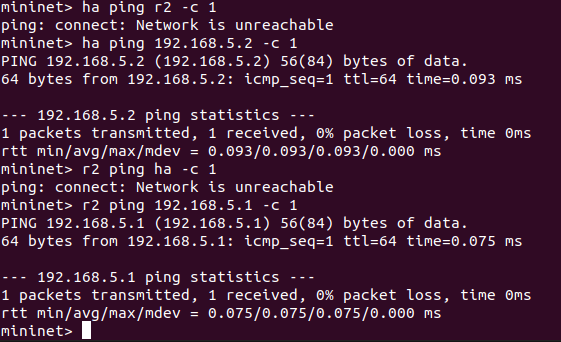 mininet> ha ping r2 -c 1
ping: connect: Network is unreachable
mininet> ha ping 192.168.5.2 -c 1
PING 192.168.5.2 (192.168.5.2) 56(84) bytes of data.
64 bytes from 192.168.5.2: icmp_seq=1 ttl=64 time=0.093 ms

--- 192.168.5.2 ping statistics ---
1 packets transmitted, 1 received, 0% packet loss, time 0ms
rtt min/avg/max/mdev = 0.093/0.093/0.093/0.000 ms
mininet> r2 ping ha -c 1
ping: connect: Network is unreachable
mininet> r2 ping 192.168.5.1 -c 1
PING 192.168.5.1 (192.168.5.1) 56(84) bytes of data.
64 bytes from 192.168.5.1: icmp_seq=1 ttl=64 time=0.075 ms

--- 192.168.5.1 ping statistics ---
1 packets transmitted, 1 received, 0% packet loss, time 0ms
rtt min/avg/max/mdev = 0.075/0.075/0.075/0.000 ms
mininet>